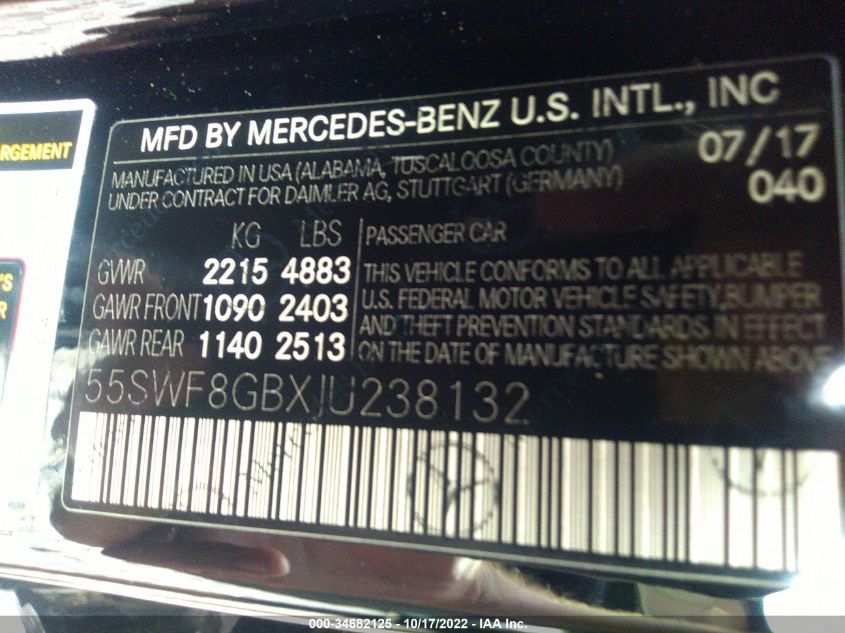 MFD BY MERCEDES-BENZ U.S. INTL., INC
MANUFACTURED IN USA (ALABAMA, TUSCALOOSA COUNTY) 07/17
UNDER CONTRACT FOR DAIMLER AG, STUTTGART (GERMANY) 040
KG LBS PASSENGER CAR
GVWR 2215 4883 THIS VEHICLE CONFORMS TO ALL APPLICABLE
GAWR FRONT 1090 2403 U.S. FEDERAL MOTOR VEHICLE SAFETY, BUMPER
GAWR REAR 1140 2513 AND THEFT PREVENTION STANDARDS IN EFFECT
ON THE DATE OF MANUFACTURE SHOWN ABOVE
55SWF8GBXJU238132
RGEMENT
'S
R
000-34682125 - 10/17/2022 - IAA Inc.